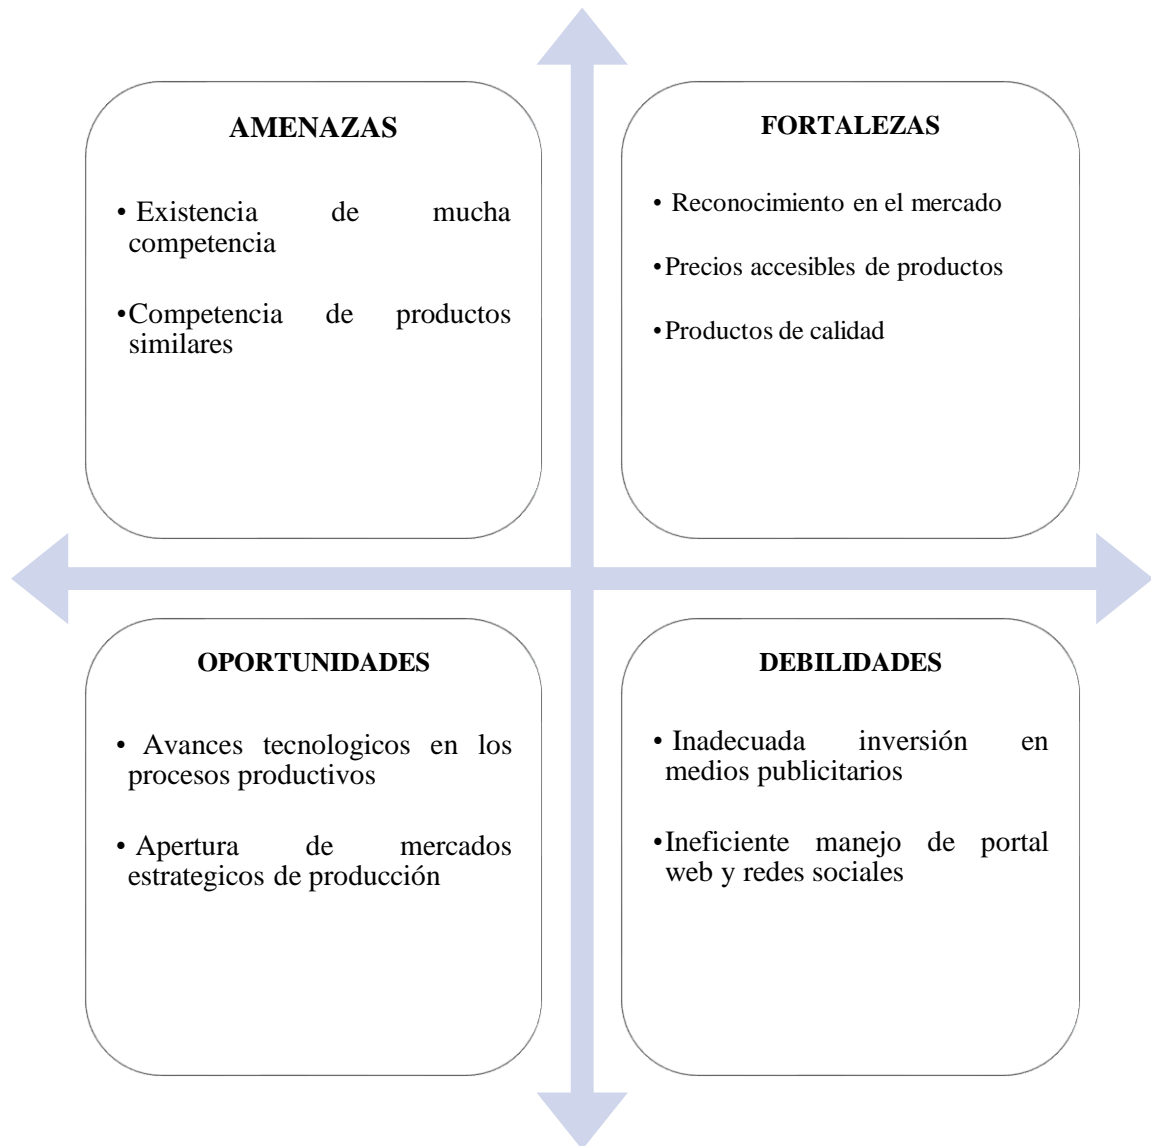 AMENAZAS
• Existencia de mucha
competencia
•Competencia de productos
similares
FORTALEZAS
• Reconocimiento en el mercado
•Precios accesibles de productos
•Productos de calidad
OPORTUNIDADES
• Avances tecnologicos en los
procesos productivos
• Apertura de mercados
estrategicos de producción
DEBILIDADES
• Inadecuada inversión en
medios publicitarios
•Ineficiente manejo de portal
web y redes sociales